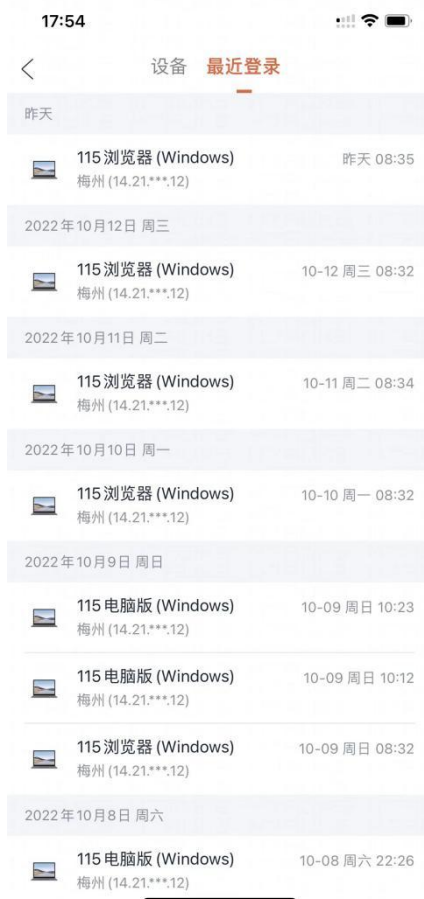 17:54
设备 最近登录
昨天
115浏览器(Windows) 昨天 08:35
梅州(14.21.***.12)
2022年10月12日 周三
115浏览器(Windows) 10-12 周三 08:32
梅州(14.21.***.12)
2022年10月11日 周二
115浏览器(Windows) 10-11 周二 08:34
梅州(14.21.***.12)
2022年10月10日 周一
115浏览器(Windows) 10-10 周一 08:32
梅州(14.21.***.12)
2022年10月9日 周日
115电脑版(Windows) 10-09 周日 10:23
梅州(14.21.***.12)
115电脑版(Windows) 10-09 周日 10:12
梅州(14.21.***.12)
115浏览器(Windows) 10-09 周日 08:32
梅州(14.21.***.12)
2022年10月8日 周六
115电脑版(Windows) 10-08 周六 22:26
梅州(14.21.***.12)